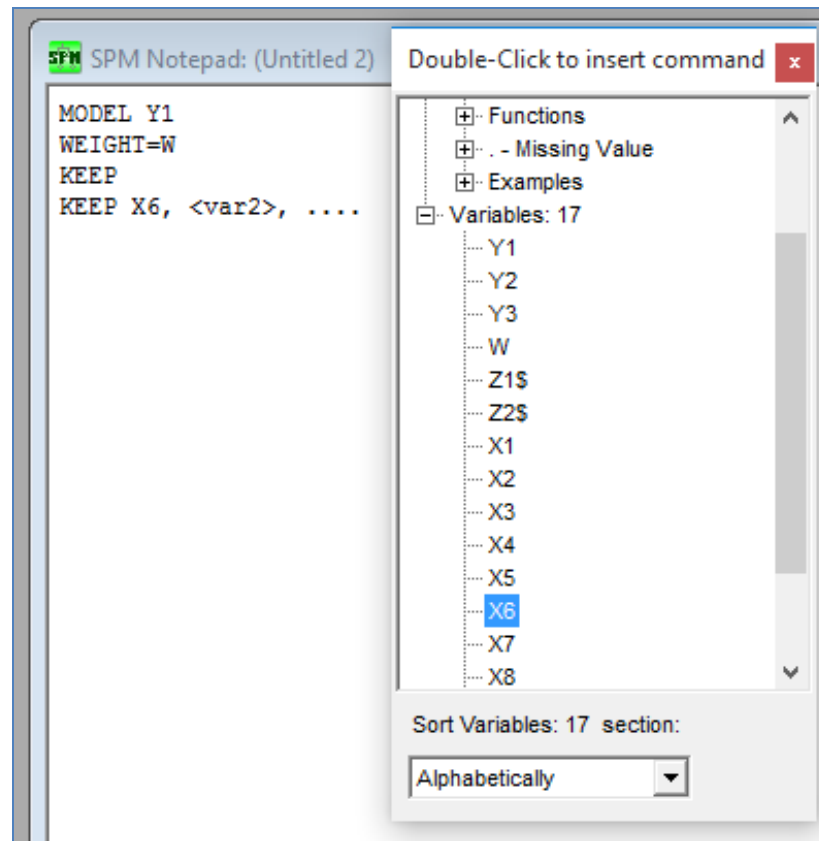 SPM Notepad: (Untitled 2)
MODEL Y1
WEIGHT=W
KEEP
KEEP X6, <var2>, ....
Double-Click to insert command
x
Functions
. - Missing Value
Examples
Variables: 17
Y1
Y2
Y3
W
Z1$
Z2$
X1
X2
X3
X4
X5
X6
X7
X8
Sort Variables: 17 section:
Alphabetically